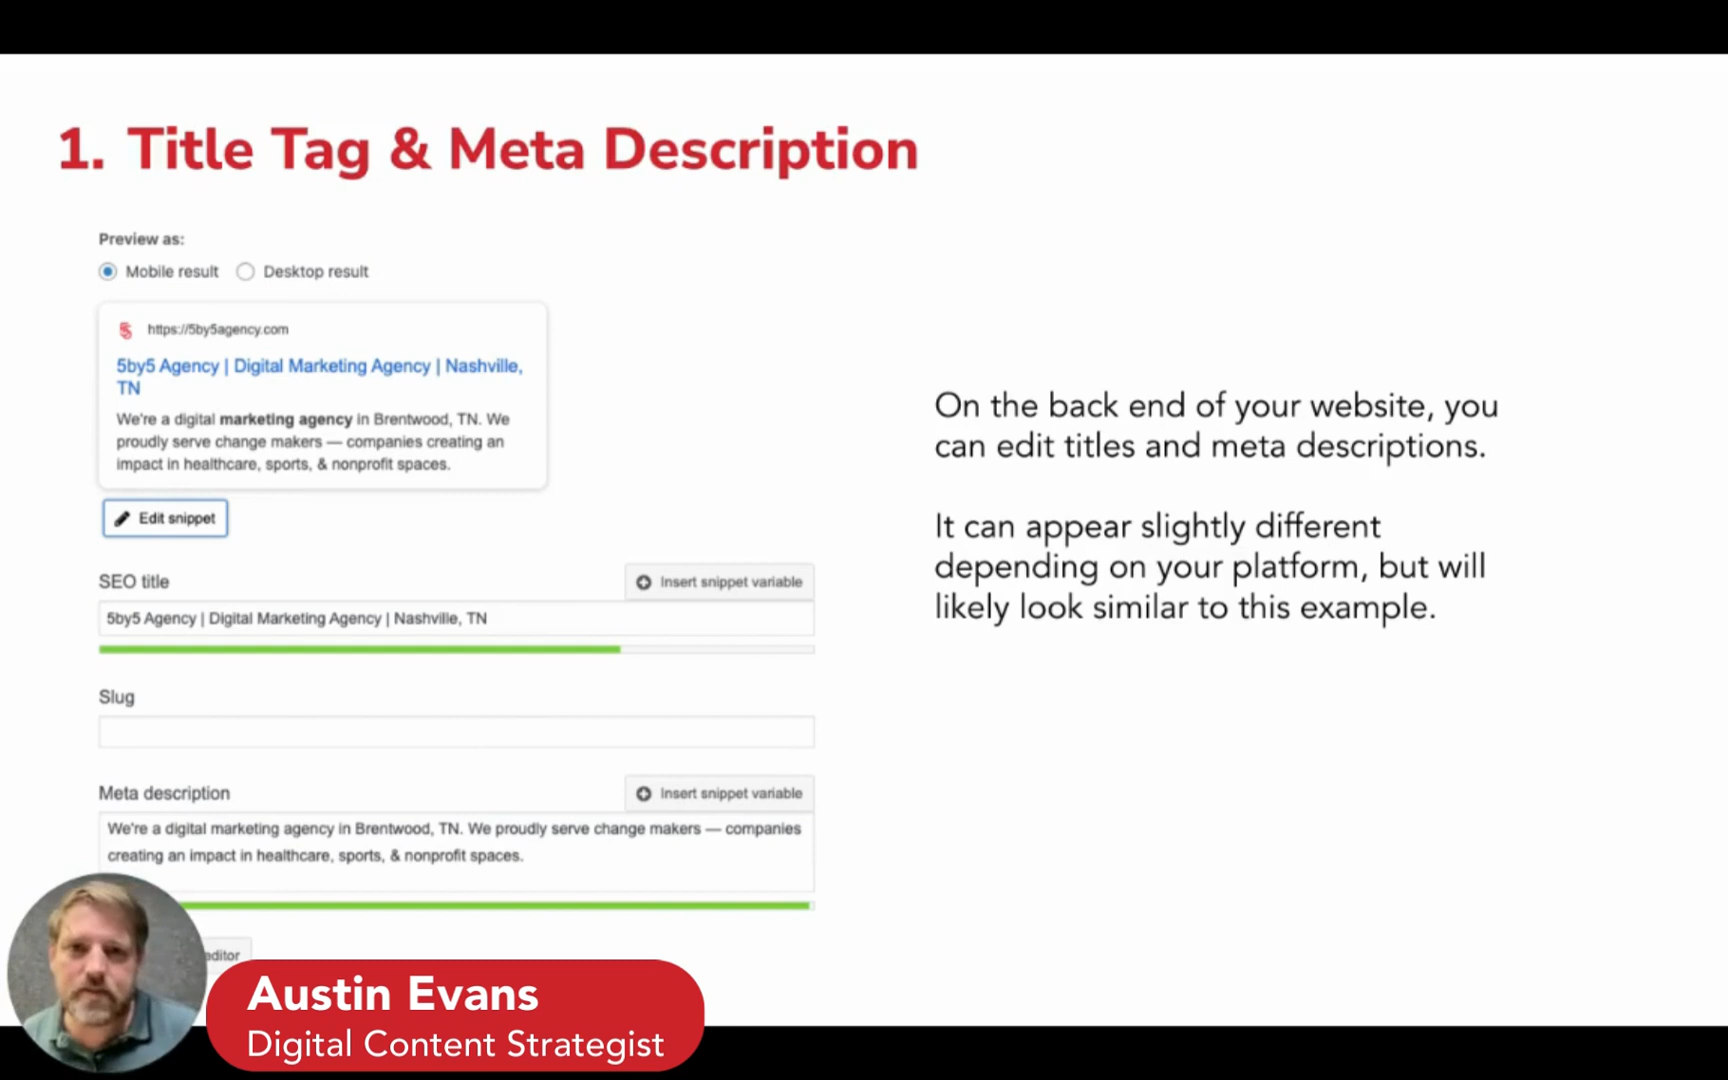 1. Title Tag & Meta Description
Preview as:
Mobile result Desktop result
https://5by5agency.com
5by5 Agency | Digital Marketing Agency | Nashville,
TN
We're a digital marketing agency in Brentwood, TN. We
proudly serve change makers — companies creating an
impact in healthcare, sports, & nonprofit spaces.
Edit snippet
SEO title
Insert snippet variable
5by5 Agency | Digital Marketing Agency | Nashville, TN
Slug
Meta description
Insert snippet variable
We're a digital marketing agency in Brentwood, TN. We proudly serve change makers — companies
creating an impact in healthcare, sports, & nonprofit spaces.
editor
On the back end of your website, you
can edit titles and meta descriptions.
It can appear slightly different
depending on your platform, but will
likely look similar to this example.
Austin Evans
Digital Content Strategist